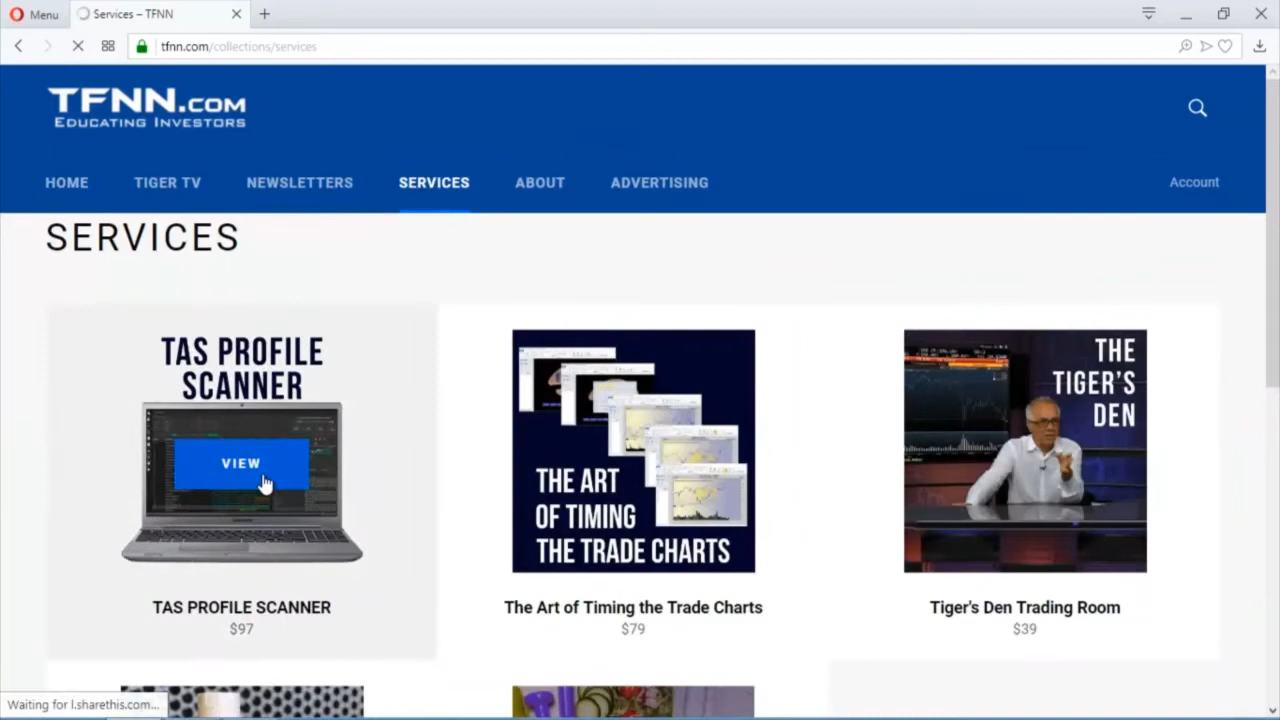 Menu
Services – TFNN
tfnn.com/collections/services
TFNN.COM
EDUCATING INVESTORS
HOME
TIGER TV
NEWSLETTERS
SERVICES
ABOUT
ADVERTISING
Account
SERVICES
TAS PROFILE
SCANNER
VIEW
TAS PROFILE SCANNER
$97
THE ART
OF TIMING
THE TRADE CHARTS
The Art of Timing the Trade Charts
$79
THE
TIGER'S
DEN
Tiger's Den Trading Room
$39
Waiting for l.sharethis.com...